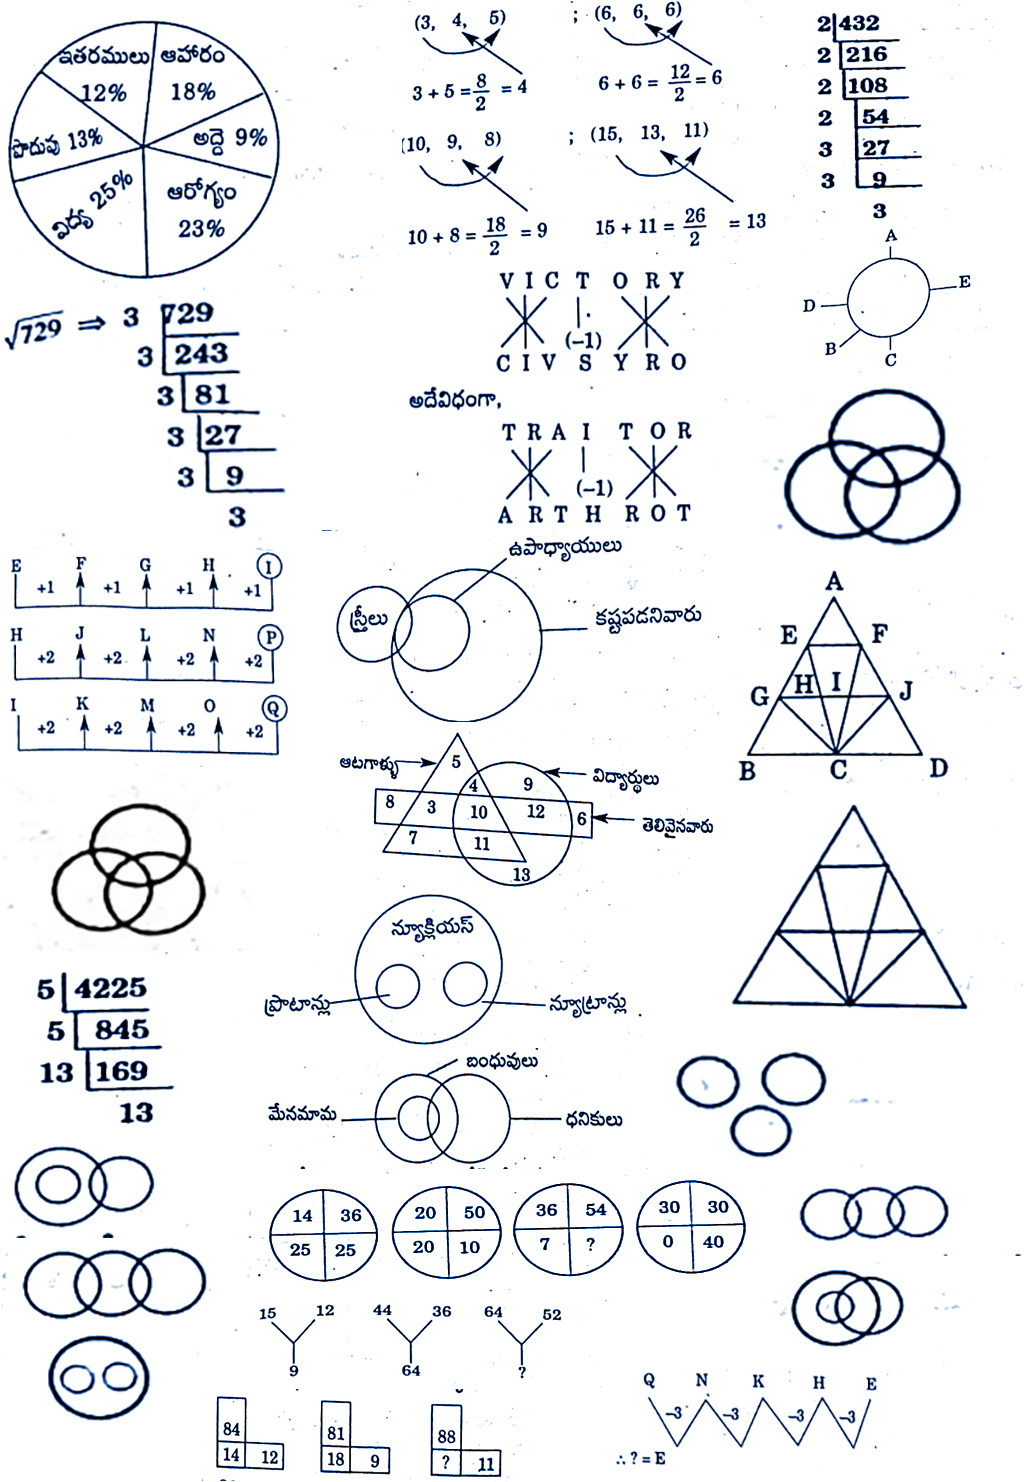 ఇతరములు 12%
ఆహారం 18%
పొదుపు 13%
అద్దె 9%
విద్య 25%
ఆరోగ్యం 23%
(3, 4, 5) ; (6, 6, 6)
3 + 5 = 8/2 = 4
6 + 6 = 12/2 = 6
(10, 9, 8) ; (15, 13, 11)
10 + 8 = 18/2 = 9
15 + 11 = 26/2 = 13
2 432
2 216
2 108
2 54
3 27
3 9
3
V I C T O R Y
(−1)
C I V S Y R O
అదేవిధంగా,
T R A I T O R
(−1)
A R T H R O T
A
E
D
B
C
√729 ⇒ 3 729
3 243
3 81
3 27
3 9
3
E F G H I
+1 +1 +1 +1
H J L N P
+2 +2 +2 +2
I K M O Q
+2 +2 +2 +2
ఉపాధ్యాయులు
స్త్రీలు
కష్టపడనివారు
A
E F
G H I J
B C D
ఆటగాళ్ళు
విద్యార్థులు
తెలివైనవారు
5
4 9
8 3 10 12 6
7 11
13
న్యూక్లియస్
ప్రొటాన్లు
న్యూట్రాన్లు
5 4225
5 845
13 169
13
బంధువులు
మేనమామ
ధనికులు
14 36 20 50 36 54 30 30
25 25 20 10 7 ? 0 40
15 12 44 36 64 52
9 64 ?
84 81 88
14 12 18 9 ? 11
Q N K H E
−3 −3 −3 −3
∴ ? = E